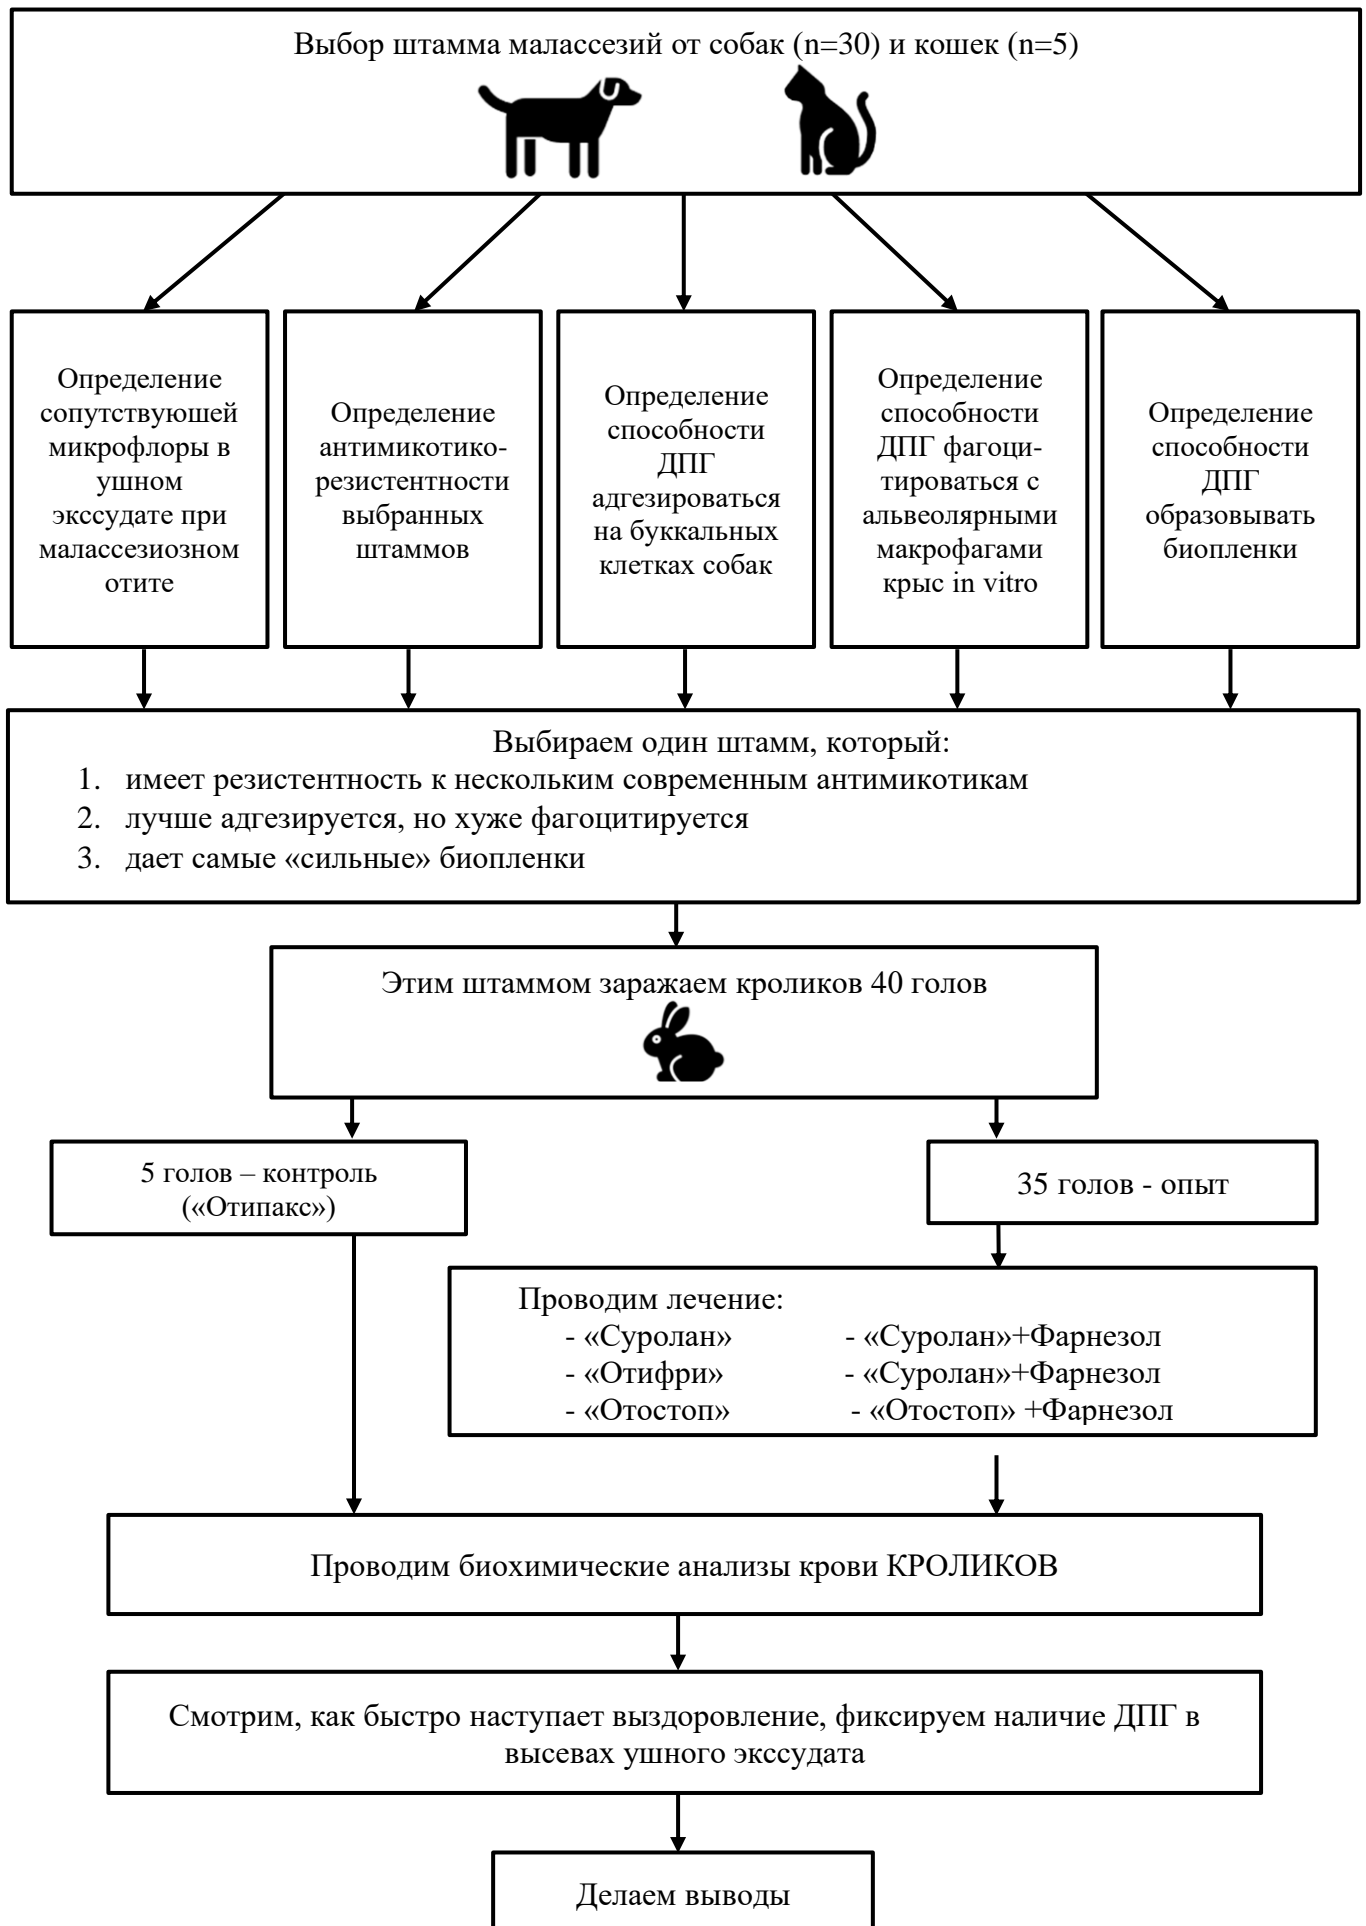 Выбор штамма малассезий от собак (n=30) и кошек (n=5)
Определение
сопутствуюшей
микрофлоры в
ушном
экссудате при
малассезиозном
отите
Определение
антимикотико-
резистентности
выбранных
штаммов
Определение
способности
ДПГ
адгезироваться
на буккальных
клетках собак
Определение
способности
ДПГ фагоци-
тироваться с
альвеолярными
макрофагами
крыс in vitro
Определение
способности
ДПГ
образовывать
биопленки
Выбираем один штамм, который:
1. имеет резистентность к нескольким современным антимикотикам
2. лучше адгезируется, но хуже фагоцитируется
3. дает самые «сильные» биопленки
Этим штаммом заражаем кроликов 40 голов
5 голов – контроль
(«Отипакс»)
35 голов - опыт
Проводим лечение:
- «Суролан» - «Суролан»+Фарнезол
- «Отифри» - «Суролан»+Фарнезол
- «Отостоп» - «Отостоп» +Фарнезол
Проводим биохимические анализы крови КРОЛИКОВ
Смотрим, как быстро наступает выздоровление, фиксируем наличие ДПГ в
высевах ушного экссудата
Делаем выводы